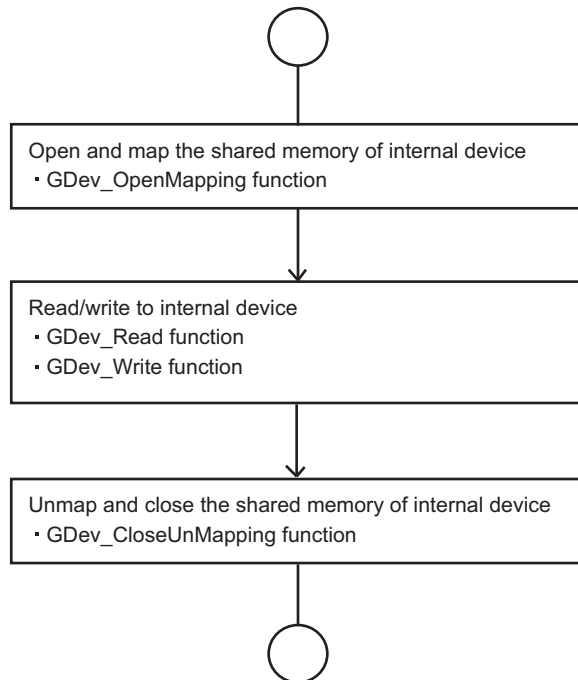 Open and map the shared memory of internal device
・GDev_OpenMapping function
Read/write to internal device
・GDev_Read function
・GDev_Write function
Unmap and close the shared memory of internal device
・GDev_CloseUnMapping function